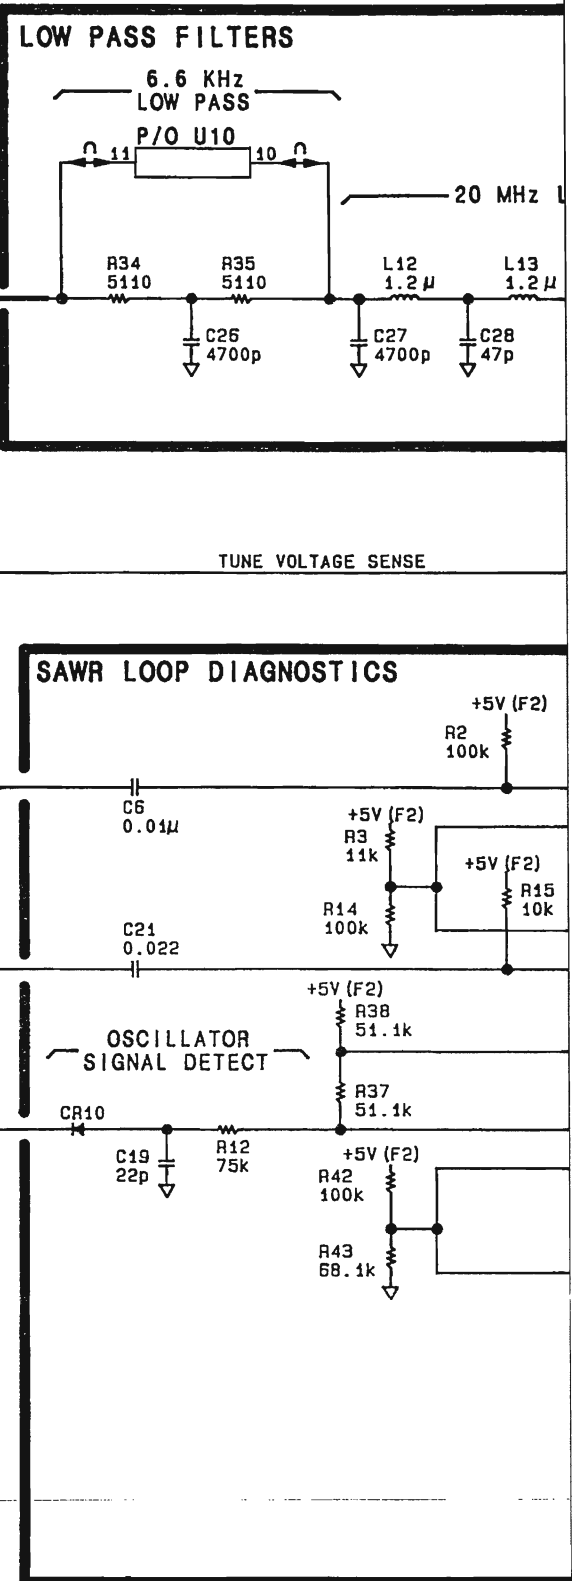 LOW PASS FILTERS
6.6 KHz
LOW PASS
P/O U10
11
10
20 MHz
R34
5110
R35
5110
L12
1.2 µ
L13
1.2 µ
C26
4700p
C27
4700p
C28
47p
TUNE VOLTAGE SENSE
SAWR LOOP DIAGNOSTICS
+5V (F2)
R2
100k
C6
0.01µ
+5V (F2)
R3
11k
+5V (F2)
R15
10k
R14
100k
C21
0.022
+5V (F2)
R38
51.1k
OSCILLATOR
SIGNAL DETECT
R37
51.1k
CR10
C19
22p
R12
75k
+5V (F2)
R42
100k
R43
68.1k